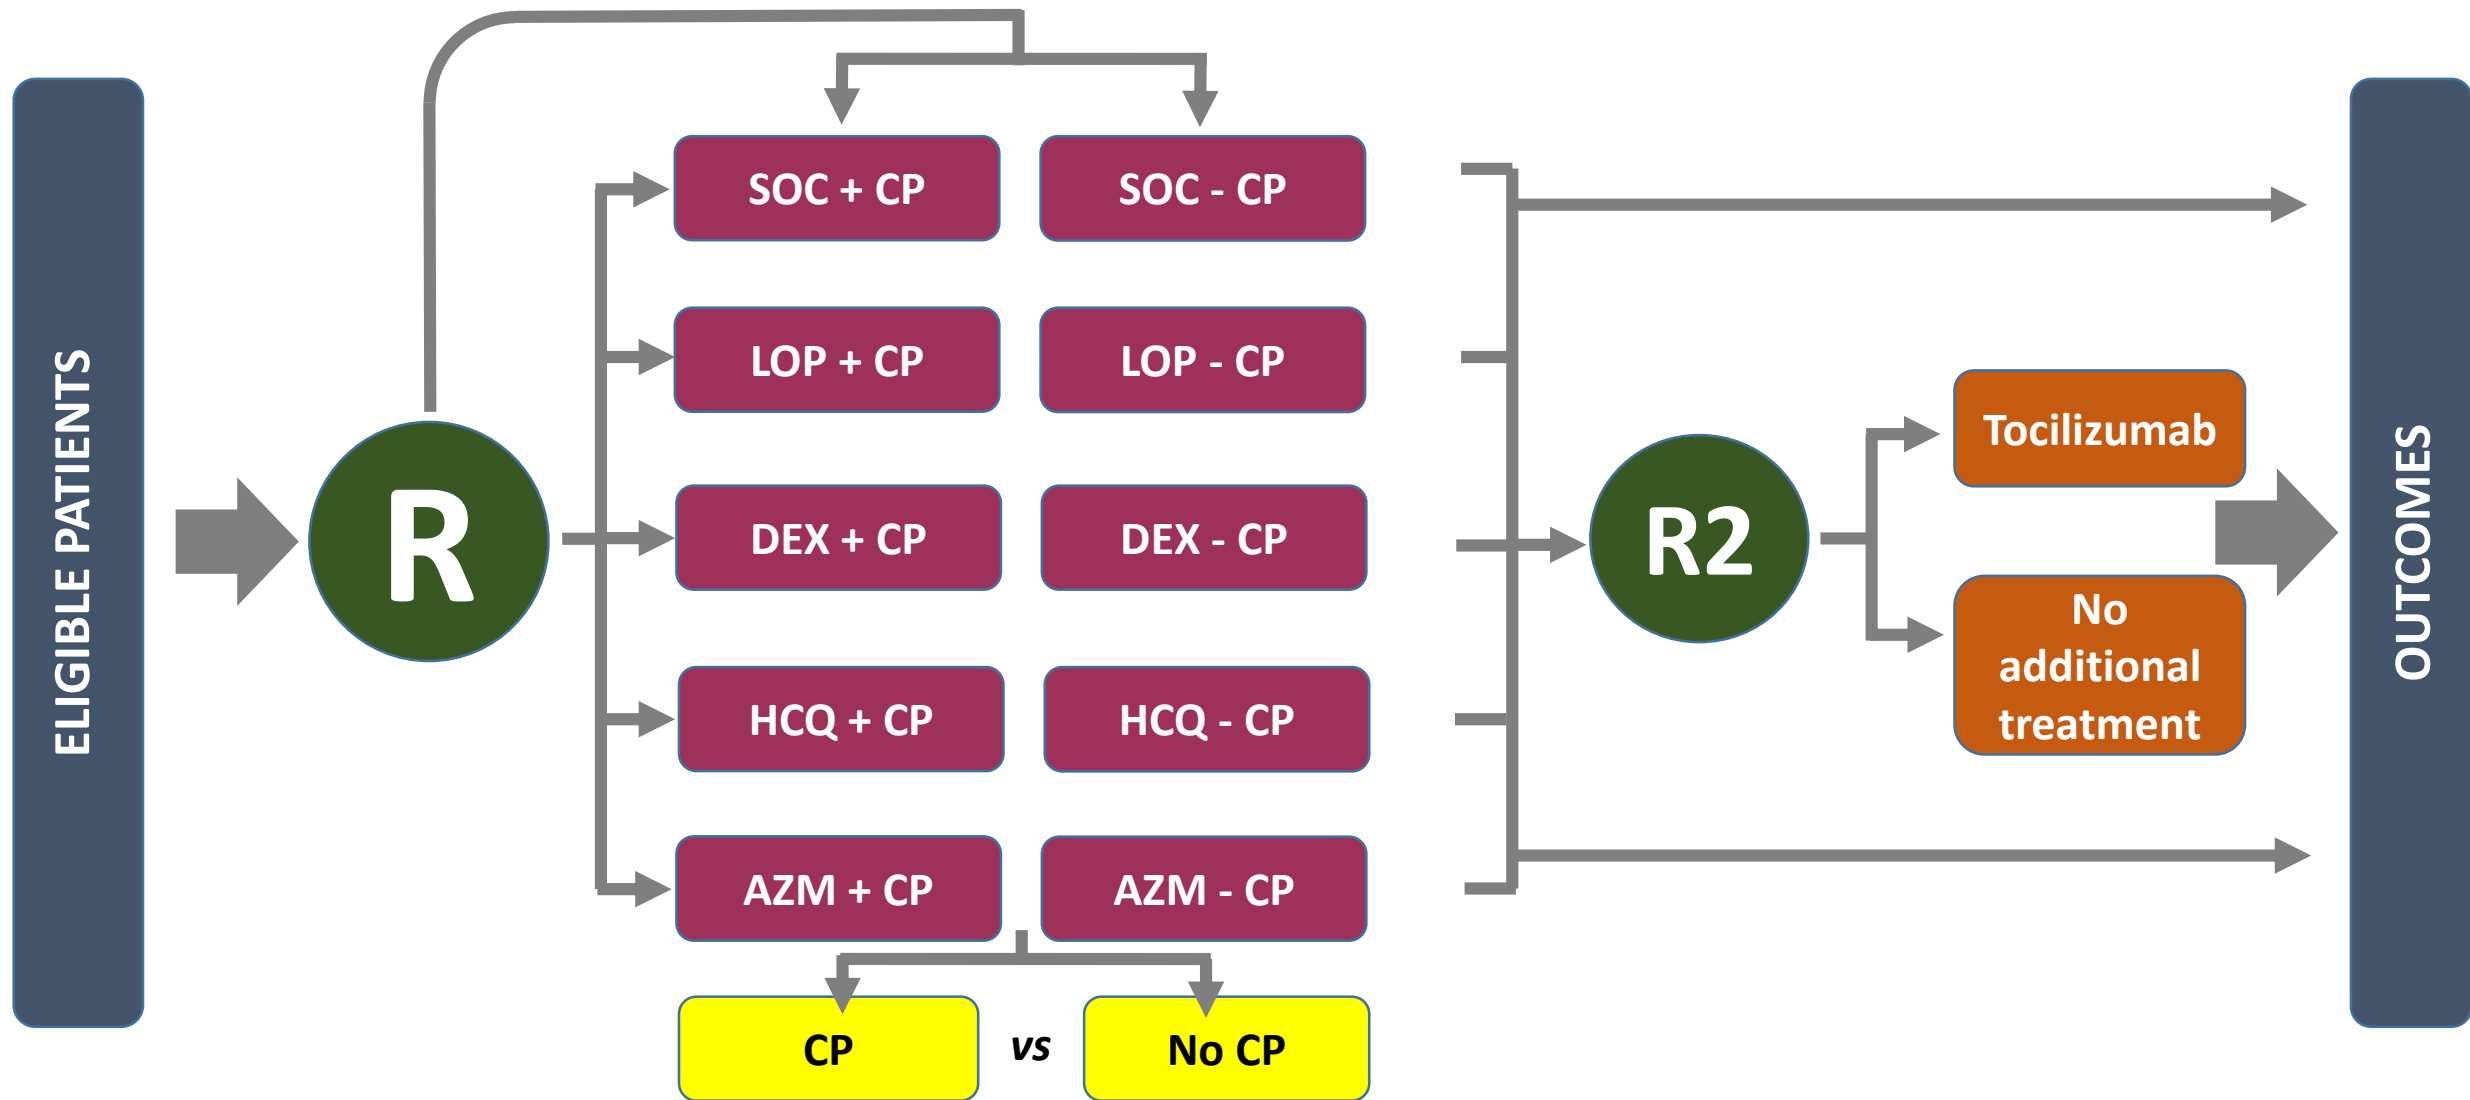 ELIGIBLE PATIENTS
R
SOC + CP
SOC - CP
LOP + CP
LOP - CP
DEX + CP
DEX - CP
HCQ + CP
HCQ - CP
AZM + CP
AZM - CP
CP
vs
No CP
R2
Tocilizumab
No
additional
treatment
OUTCOMES